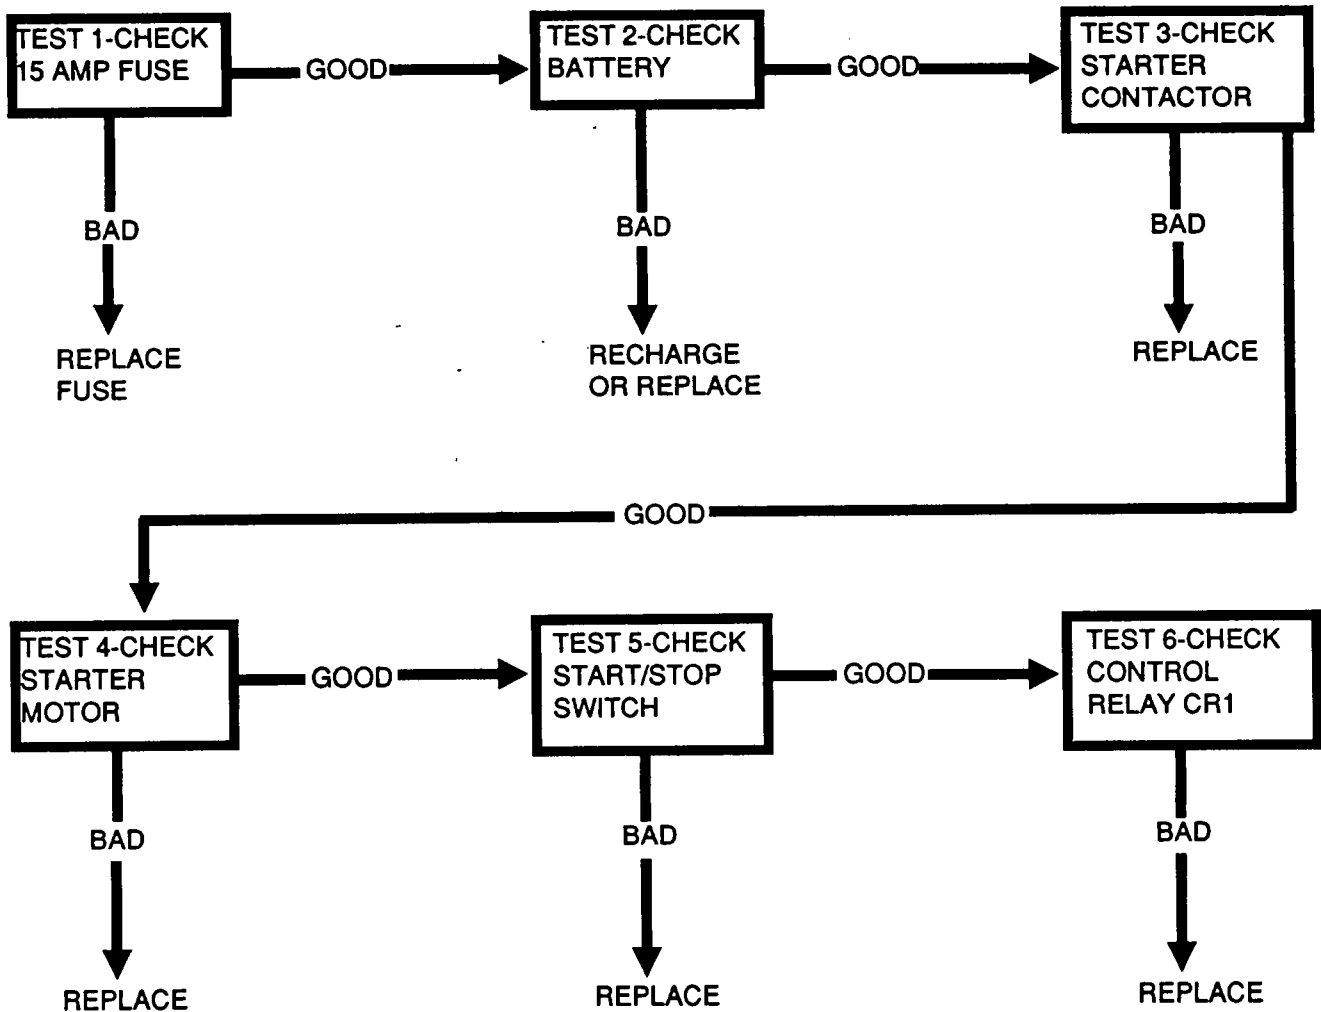 TEST 1-CHECK
15 AMP FUSE
GOOD
TEST 2-CHECK
BATTERY
GOOD
TEST 3-CHECK
STARTER
CONTACTOR
BAD
REPLACE
FUSE
BAD
RECHARGE
OR REPLACE
BAD
REPLACE
GOOD
TEST 4-CHECK
STARTER
MOTOR
GOOD
TEST 5-CHECK
START/STOP
SWITCH
GOOD
TEST 6-CHECK
CONTROL
RELAY CR1
BAD
REPLACE
BAD
REPLACE
BAD
REPLACE